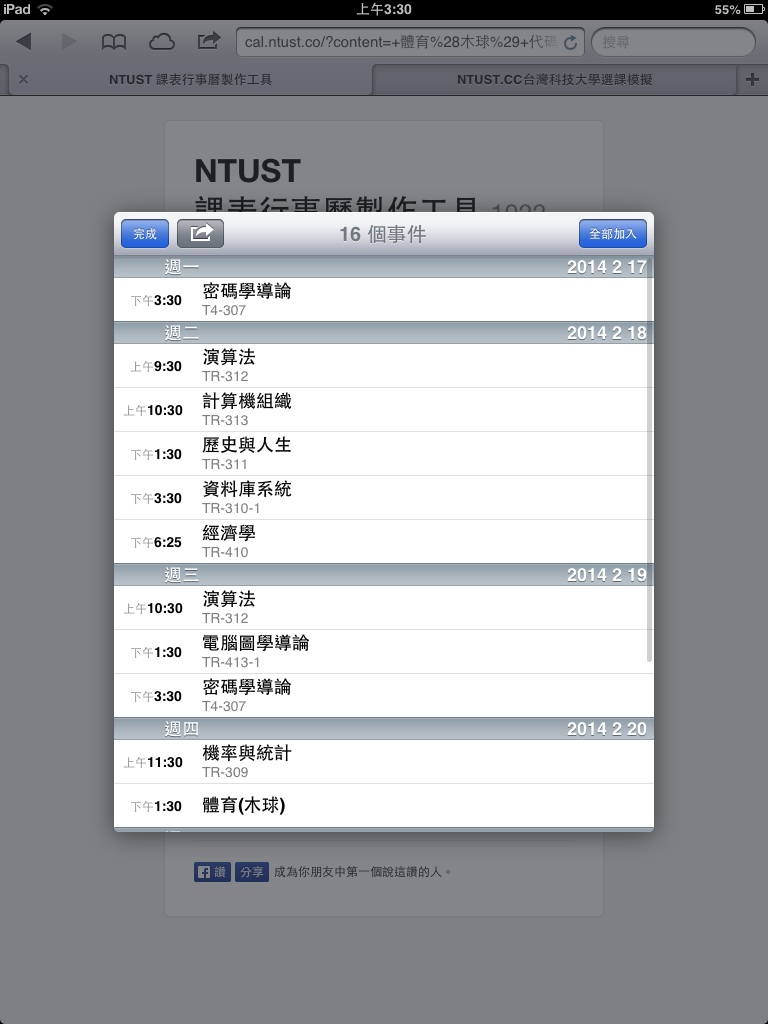 iPad
上午3:30
55%
cal.ntust.co/?content=+體育%28木球%29+代碼
搜尋
NTUST 課表行事曆製作工具
NTUST.CC台灣科技大學選課模擬
NTUST
課表行事曆製作工具
完成
16 個事件
全部加入
週一
2014 2 17
下午3:30
密碼學導論
T4-307
週二
2014 2 18
上午9:30
演算法
TR-312
上午10:30
計算機組織
TR-313
下午1:30
歷史與人生
TR-311
下午3:30
資料庫系統
TR-310-1
下午6:25
經濟學
TR-410
週三
2014 2 19
上午10:30
演算法
TR-312
下午1:30
電腦圖學導論
TR-413-1
下午3:30
密碼學導論
T4-307
週四
2014 2 20
上午11:30
機率與統計
TR-309
下午1:30
體育(木球)
讚
分享
成為你朋友中第一個說這讚的人。